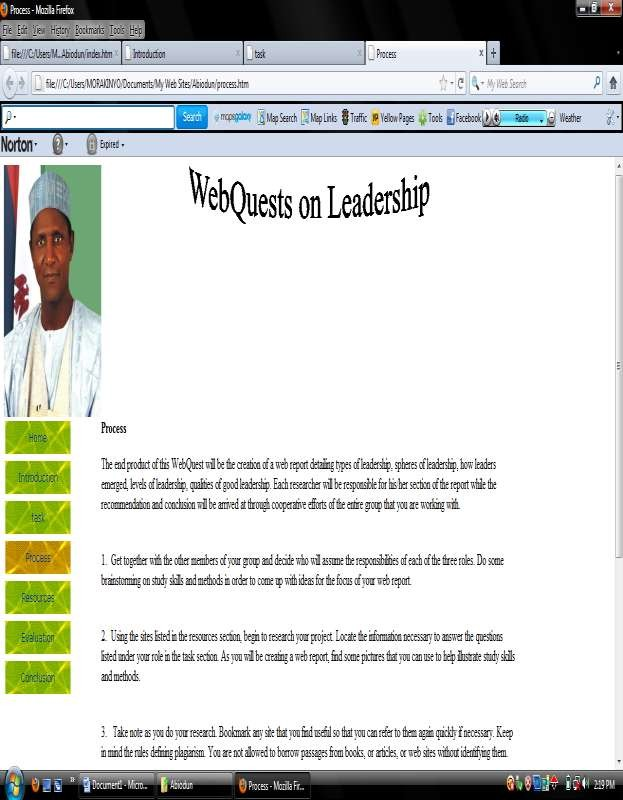 Process - Mozilla Firefox
File Edit View History Bookmarks Tools Help
file:///C:/Users/M...Abiodun/index.htm Introduction task Process
file:///C:/Users/MORAKINYO/Documents/My Web Sites/Abiodun/process.htm My Web Search
Search mapsgalaxy Map Search Map Links Traffic Yellow Pages Tools Facebook Radio Weather
Norton Expired
WebQuests on Leadership
Home
Introduction
task
Process
Resources
Evaluation
Conclusion
Process
The end product of this WebQuest will be the creation of a web report detailing types of leadership, spheres of leadership, how leaders
emerged, levels of leadership, qualities of good leadership. Each researcher will be responsible for his/her section of the report while the
recommendation and conclusion will be arrived at through cooperative efforts of the entire group that you are working with.
1. Get together with the other members of your group and decide who will assume the responsibilities of each of the three roles. Do some
brainstorming on study skills and methods in order to come up with ideas for the focus of your web report.
2. Using the sites listed in the resources section, begin to research your project. Locate the information necessary to answer the questions
listed under your role in the task section. As you will be creating a web report, find some pictures that you can use to help illustrate study skills
and methods.
3. Take note as you do your research. Bookmark any site that you find useful so that you can refer to them again quickly if necessary. Keep
in mind the rules defining plagiarism. You are not allowed to borrow passages from books, or articles, or web sites without identifying them.
Document1 - Micro... Abiodun Process - Mozilla Fir... 2:19 PM